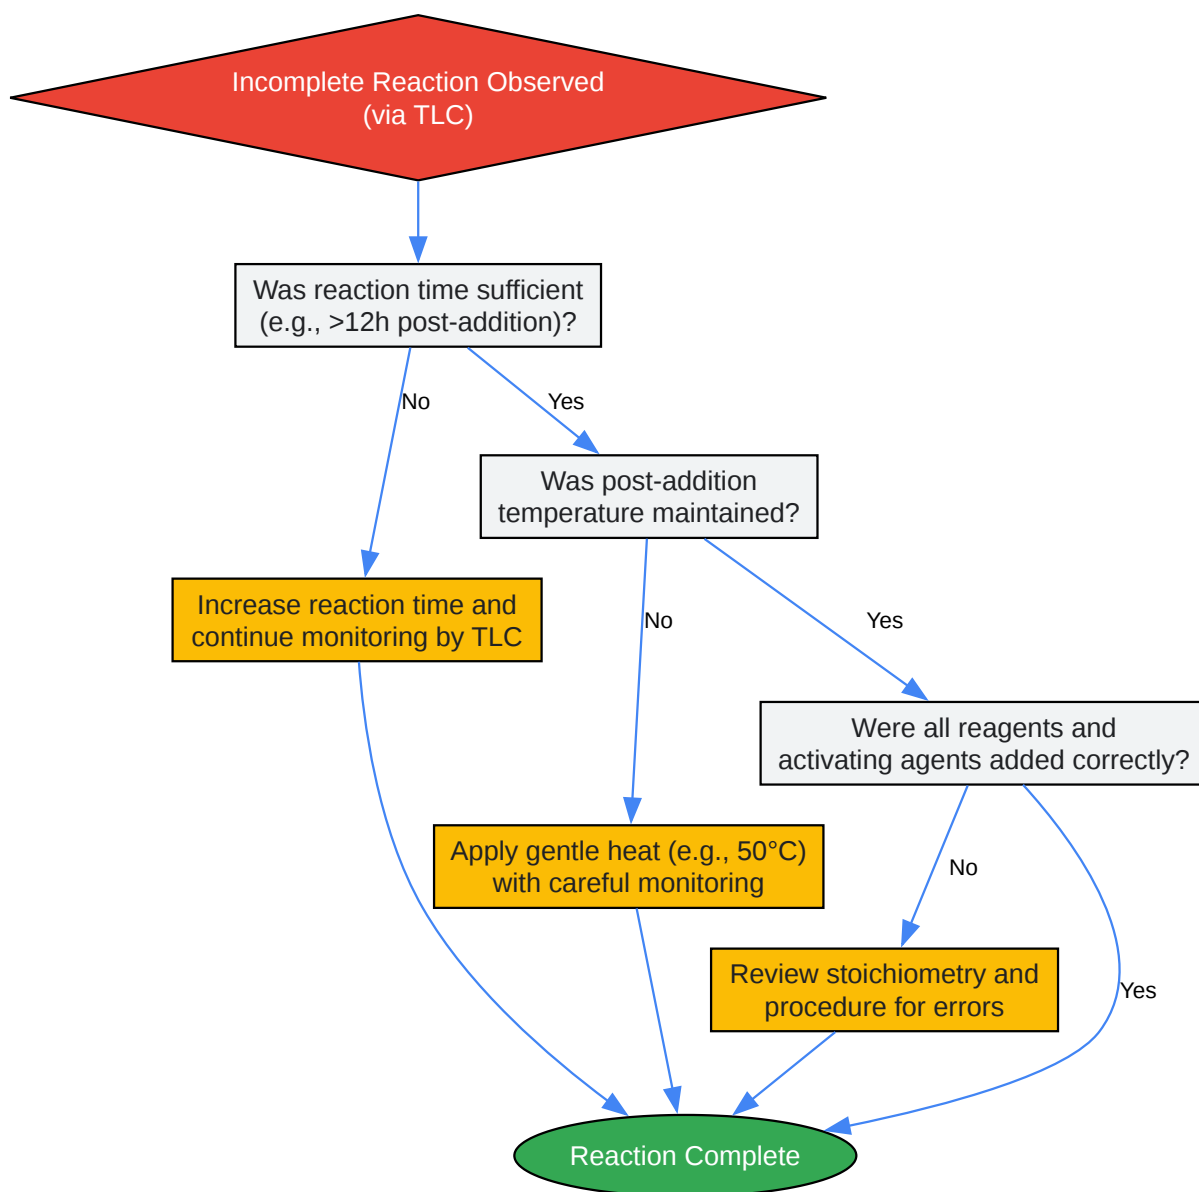 Incomplete Reaction Observed
(via TLC)
Was reaction time sufficient
(e.g., >12h post-addition)?
No
Yes
Was post-addition
temperature maintained?
Increase reaction time and
continue monitoring by TLC
No
Yes
Were all reagents and
activating agents added correctly?
Apply gentle heat (e.g., 50°C)
with careful monitoring
No
Review stoichiometry and
procedure for errors
Yes
Reaction Complete